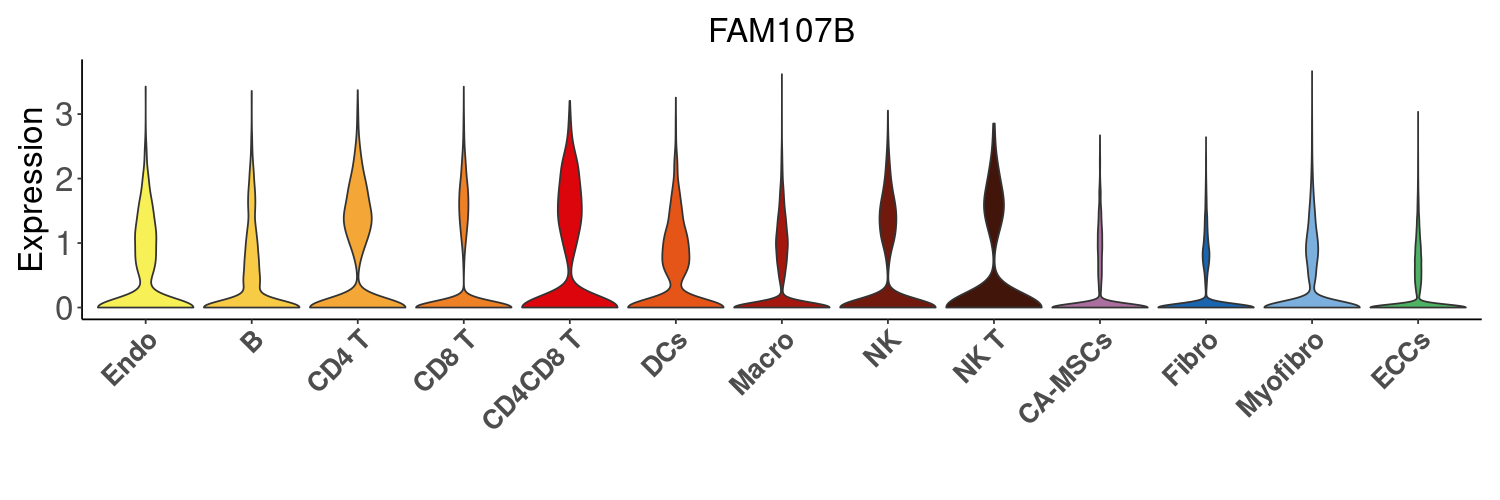 FAM107B
Expression
3
2
1
0
Endo
B
CD4 T
CD8 T
CD4CD8 T
DCs
Macro
NK
NK T
CA-MSCs
Fibro
Myofibro
ECCs